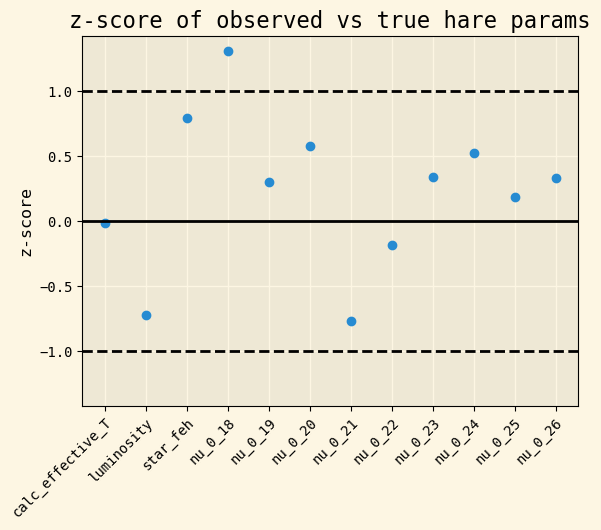 z-score of observed vs true hare params
z-score
1.0
0.5
0.0
−0.5
−1.0
calc_effective_T
luminosity
star_feh
nu_0_18
nu_0_19
nu_0_20
nu_0_21
nu_0_22
nu_0_23
nu_0_24
nu_0_25
nu_0_26